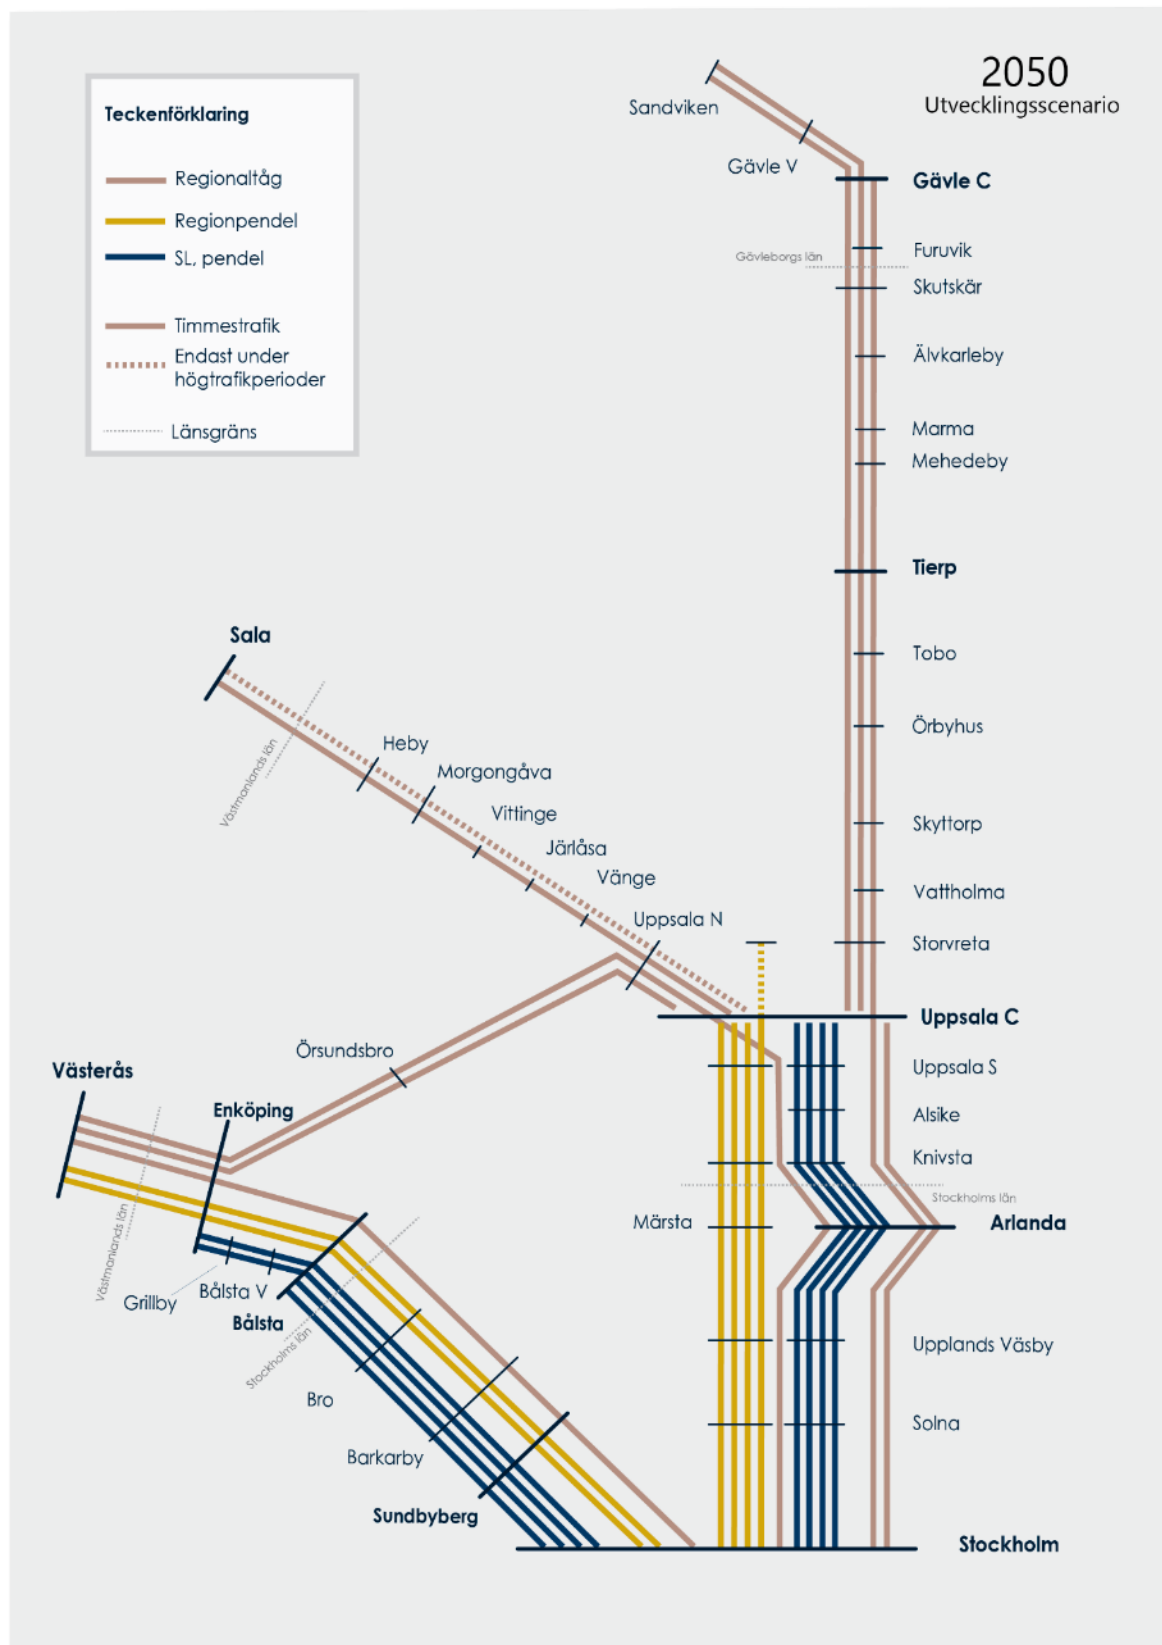 2050
Utvecklingsscenario
Teckenförklaring
Regionaltåg
Regionpendel
SL, pendel
Timmestrafik
Endast under
högtrafikperioder
Länsgräns
Sandviken
Gävle V
Gävle C
Furuvik
Gävleborgs län
Skutskär
Älvkarleby
Marma
Mehedeby
Tierp
Tobo
Örbyhus
Skyttorp
Vattholma
Storvreta
Sala
Västmanlands län
Heby
Morgongåva
Vittinge
Järlåsa
Vänge
Uppsala N
Uppsala C
Örsundsbro
Uppsala S
Västerås
Enköping
Alsike
Knivsta
Stockholms län
Märsta
Arlanda
Västmanlands län
Grillby
Bålsta V
Bålsta
Stockholms län
Upplands Väsby
Bro
Solna
Barkarby
Sundbyberg
Stockholm